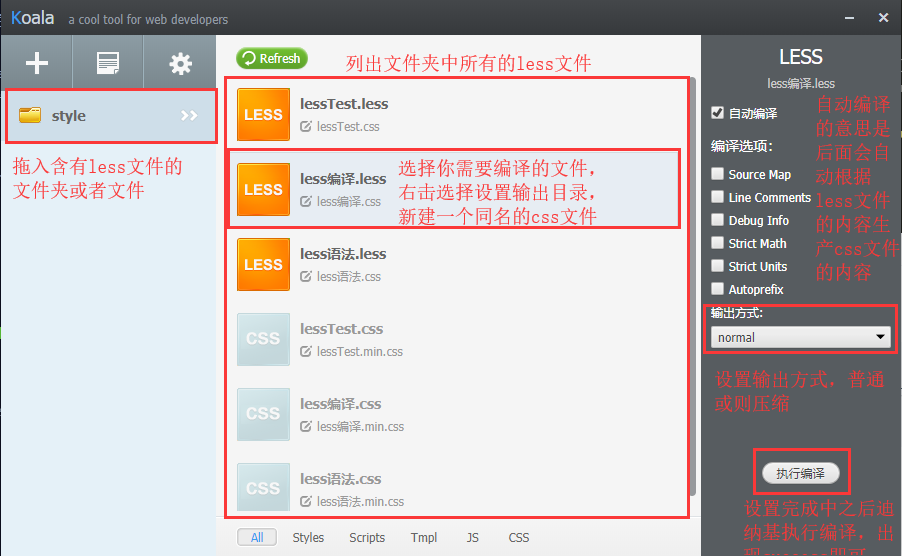 Koala a cool tool for web developers
Refresh
列出文件夹中所有的less文件
style
拖入含有less文件的
文件夹或者文件
LESS
lessTest.less
lessTest.css
LESS
less编译.less
less编译.css
选择你需要编译的文件，
右击选择设置输出目录，
新建一个同名的css文件
LESS
less语法.less
less语法.css
CSS
lessTest.css
lessTest.min.css
CSS
less编译.css
less编译.min.css
CSS
less语法.css
less语法.min.css
All Styles Scripts Tmpl JS CSS
LESS
less编译.less
自动编译
自动编译
的意思是
后面会自
动根据
less文件
的内容生
产css文件
的内容
编译选项:
Source Map
Line Comments
Debug Info
Strict Math
Strict Units
Autoprefix
输出方式:
normal
设置输出方式，普通
或则压缩
执行编译
设置完成中之后迪
纳基执行编译，出